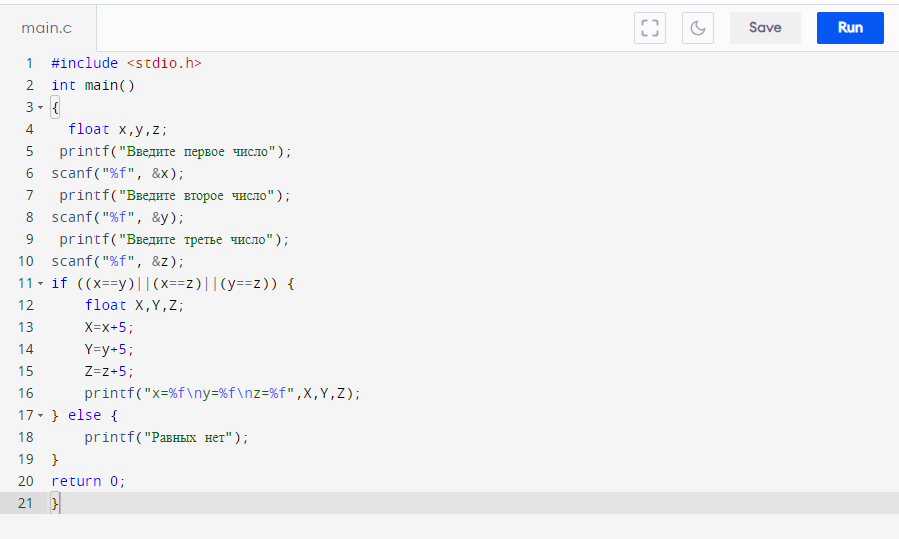 main.c
Save
Run
1 #include <stdio.h>
2 int main()
3 {
4 float x,y,z;
5 printf("Введите первое число");
6 scanf("%f", &x);
7 printf("Введите второе число");
8 scanf("%f", &y);
9 printf("Введите третье число");
10 scanf("%f", &z);
11 if ((x==y)||(x==z)||(y==z)) {
12 float X,Y,Z;
13 X=x+5;
14 Y=y+5;
15 Z=z+5;
16 printf("x=%f\ny=%f\nz=%f",X,Y,Z);
17 } else {
18 printf("Равных нет");
19 }
20 return 0;
21 }